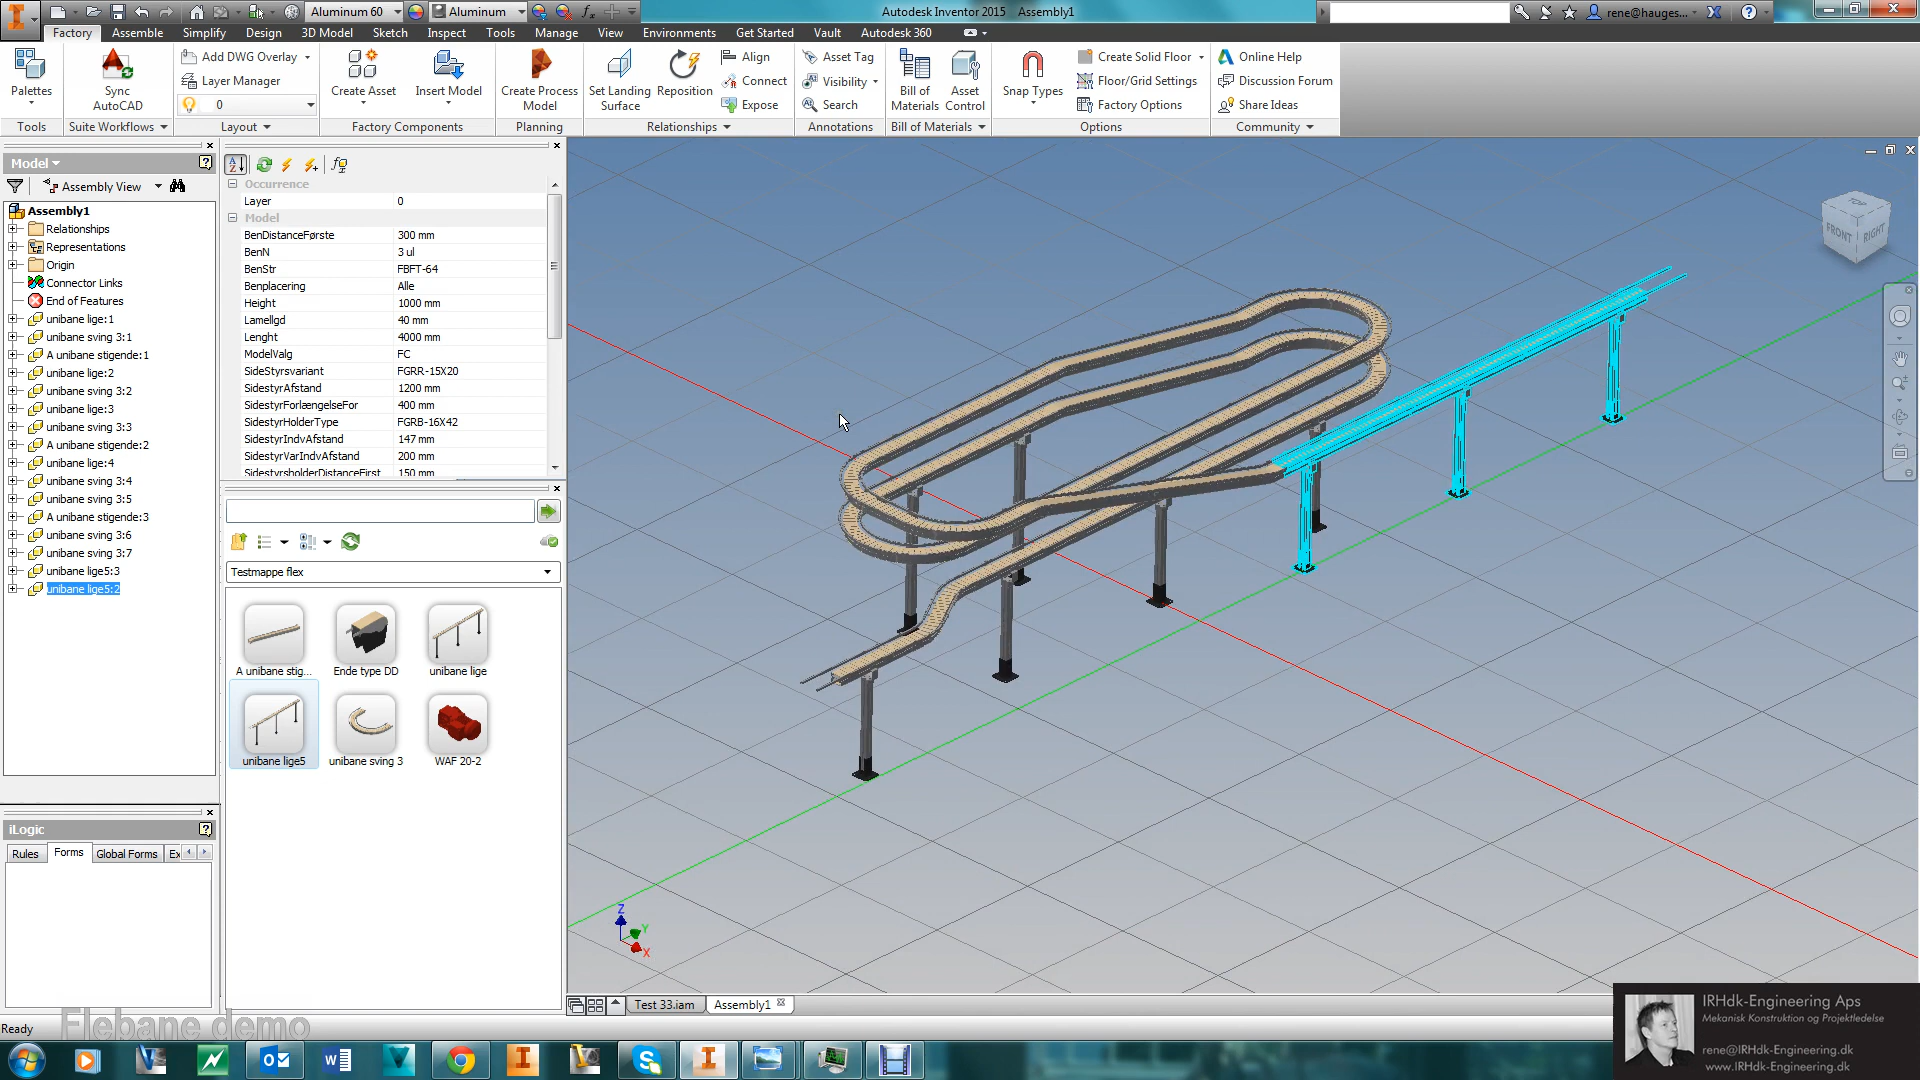 Aluminum 60
Aluminum
Autodesk Inventor 2015 Assembly1
rene@hauges...
Factory Assemble Simplify Design 3D Model Sketch Inspect Tools Manage View Environments Get Started Vault Autodesk 360
Palettes
Sync AutoCAD
Add DWG Overlay
Layer Manager
0
Create Asset
Insert Model
Create Process Model
Set Landing Surface
Reposition
Align
Connect
Expose
Asset Tag
Visibility
Search
Bill of Materials
Asset Control
Snap Types
Create Solid Floor
Floor/Grid Settings
Factory Options
Online Help
Discussion Forum
Share Ideas
Tools
Suite Workflows
Layout
Factory Components
Planning
Relationships
Annotations
Bill of Materials
Options
Community
Model
Assembly View
Assembly1
Relationships
Representations
Origin
Connector Links
End of Features
unibane lige:1
unibane sving 3:1
A unibane stigende:1
unibane lige:2
unibane sving 3:2
unibane lige:3
unibane sving 3:3
A unibane stigende:2
unibane lige:4
unibane sving 3:4
unibane sving 3:5
A unibane stigende:3
unibane sving 3:6
unibane sving 3:7
unibane lige5:3
unibane lige5:2
Occurrence
Layer 0
Model
BenDistanceFørste 300 mm
BenN 3 ul
BenStr FBFT-64
Benplacering Alle
Height 1000 mm
Lamellgd 40 mm
Lenght 4000 mm
ModelValg FC
SideStyrsvariant FGRR-15X20
SidestyrAfstand 1200 mm
SidestyrForlængelseFor 400 mm
SidestyrHolderType FGRB-16X42
SidestyrIndvAfstand 147 mm
SidestyrVarIndvAfstand 200 mm
SidestyrsholderDistanceFirst 150 mm
Testmappe flex
A unibane stig...
Ende type DD
unibane lige
unibane lige5
unibane sving 3
WAF 20-2
TOP
FRONT
RIGHT
Z
Y
X
iLogic
Rules Forms Global Forms Ex
Test 33.iam Assembly1
Ready
Flebane demo
IRHdk-Engineering Aps
Mekanisk Konstruktion og Projektledelse
rene@IRHdk-Engineering.dk
www.IRHdk-Engineering.dk